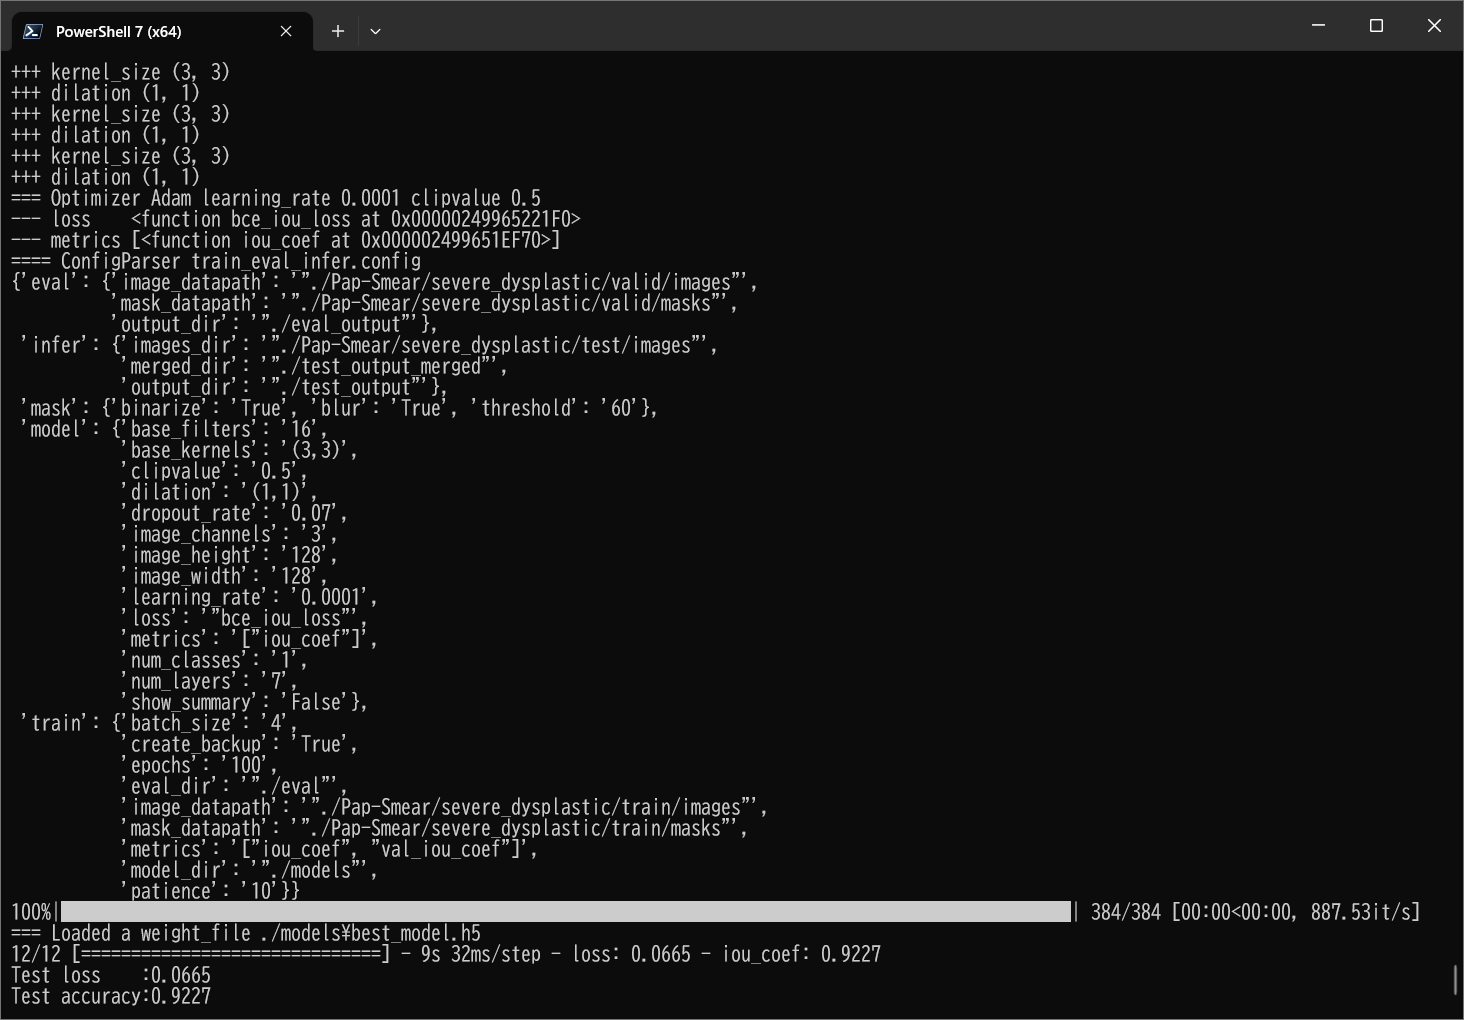 PowerShell 7 (x64)
+++ kernel_size (3, 3)
+++ dilation (1, 1)
+++ kernel_size (3, 3)
+++ dilation (1, 1)
+++ kernel_size (3, 3)
+++ dilation (1, 1)
=== Optimizer Adam learning_rate 0.0001 clipvalue 0.5
--- loss    <function bce_iou_loss at 0x00000249965221F0>
--- metrics [<function iou_coef at 0x000002499651EF70>]
==== ConfigParser train_eval_infer.config
{'eval': {'image_datapath': '"./Pap-Smear/severe_dysplastic/valid/images"',
          'mask_datapath': '"./Pap-Smear/severe_dysplastic/valid/masks"',
          'output_dir': '"./eval_output"'},
 'infer': {'images_dir': '"./Pap-Smear/severe_dysplastic/test/images"',
           'merged_dir': '"./test_output_merged"',
           'output_dir': '"./test_output"'},
 'mask': {'binarize': 'True', 'blur': 'True', 'threshold': '60'},
 'model': {'base_filters': '16',
           'base_kernels': '(3,3)',
           'clipvalue': '0.5',
           'dilation': '(1,1)',
           'dropout_rate': '0.07',
           'image_channels': '3',
           'image_height': '128',
           'image_width': '128',
           'learning_rate': '0.0001',
           'loss': '"bce_iou_loss"',
           'metrics': '["iou_coef"]',
           'num_classes': '1',
           'num_layers': '7',
           'show_summary': 'False'},
 'train': {'batch_size': '4',
           'create_backup': 'True',
           'epochs': '100',
           'eval_dir': '"./eval"',
           'image_datapath': '"./Pap-Smear/severe_dysplastic/train/images"',
           'mask_datapath': '"./Pap-Smear/severe_dysplastic/train/masks"',
           'metrics': '["iou_coef", "val_iou_coef"]',
           'model_dir': '"./models"',
           'patience': '10'}}
100%| | 384/384 [00:00<00:00, 887.53it/s]
=== Loaded a weight_file ./models¥best_model.h5
12/12 [==============================] - 9s 32ms/step - loss: 0.0665 - iou_coef: 0.9227
Test loss    :0.0665
Test accuracy:0.9227